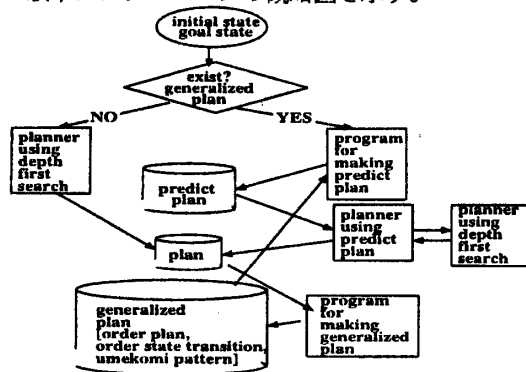 initial state
goal state
exist?
generalized
plan
NO
YES
planner
using
depth
first
search
program
for
making
predict
plan
predict
plan
planner
using
predict
plan
planner
using
depth
first
search
plan
generalized
plan
[order plan,
order state transition,
umekomi pattern]
program
for
making
generalized
plan